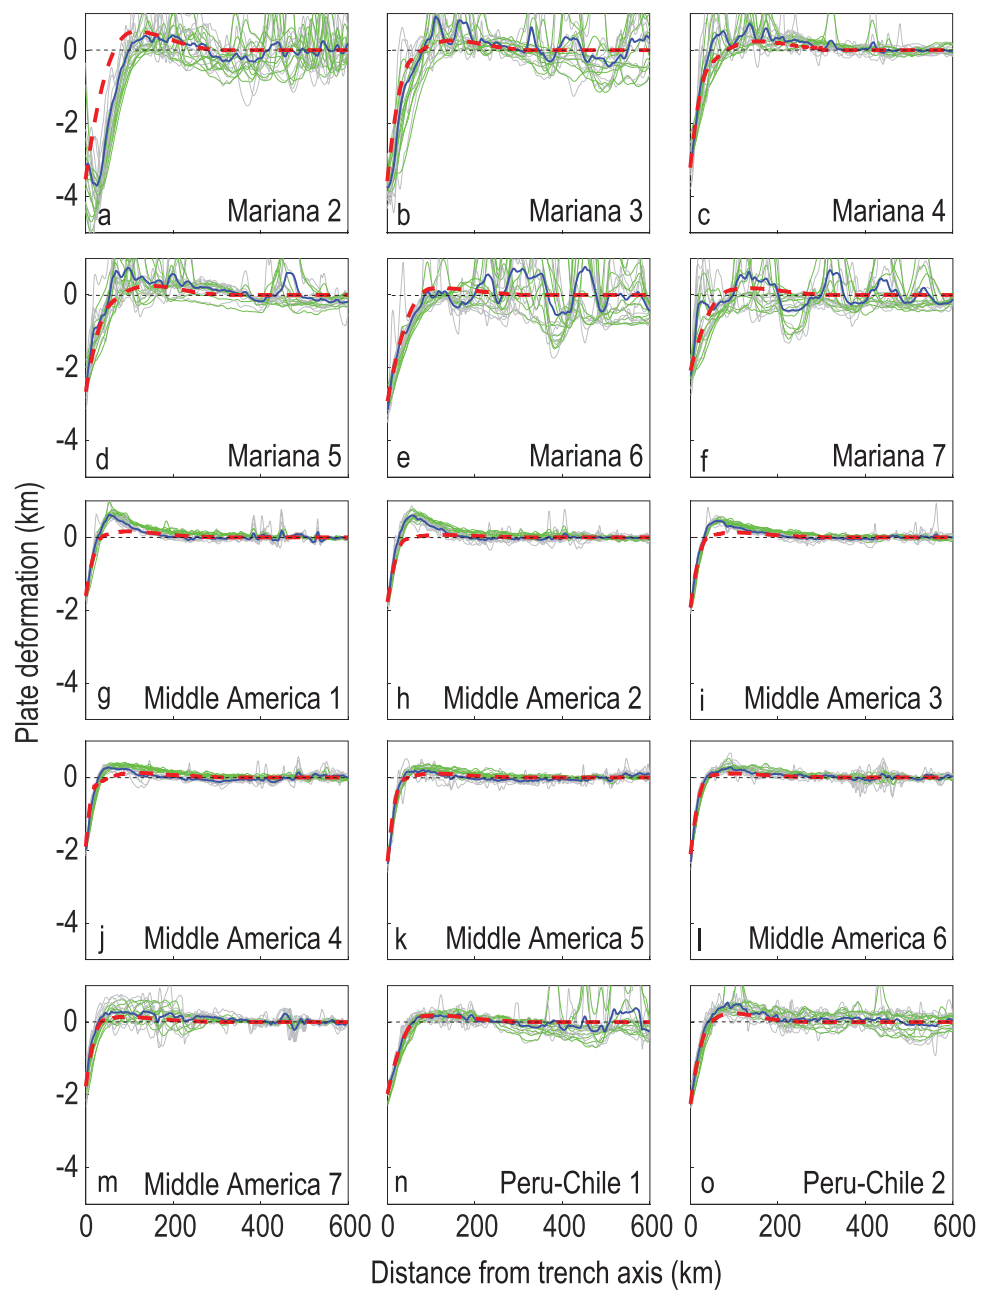 0
-2
-4
a
Mariana 2
b
Mariana 3
c
Mariana 4
0
-2
-4
d
Mariana 5
e
Mariana 6
f
Mariana 7
Plate deformation (km)
0
-2
-4
g
Middle America 1
h
Middle America 2
i
Middle America 3
0
-2
-4
j
Middle America 4
k
Middle America 5
l
Middle America 6
0
-2
-4
m
Middle America 7
n
Peru-Chile 1
o
Peru-Chile 2
0 200 400 600 0 200 400 600 0 200 400 600
Distance from trench axis (km)